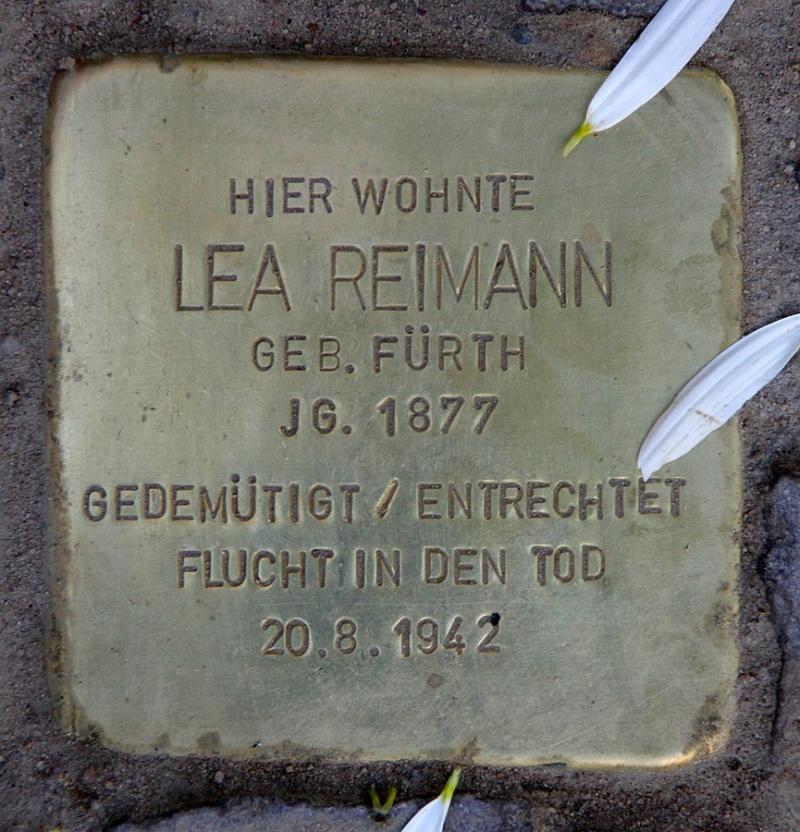 HIER WOHNTE
LEA REIMANN
GEB. FÜRTH
JG. 1877
GEDEMÜTIGT / ENTRECHTET
FLUCHT IN DEN TOD
20.8.1942